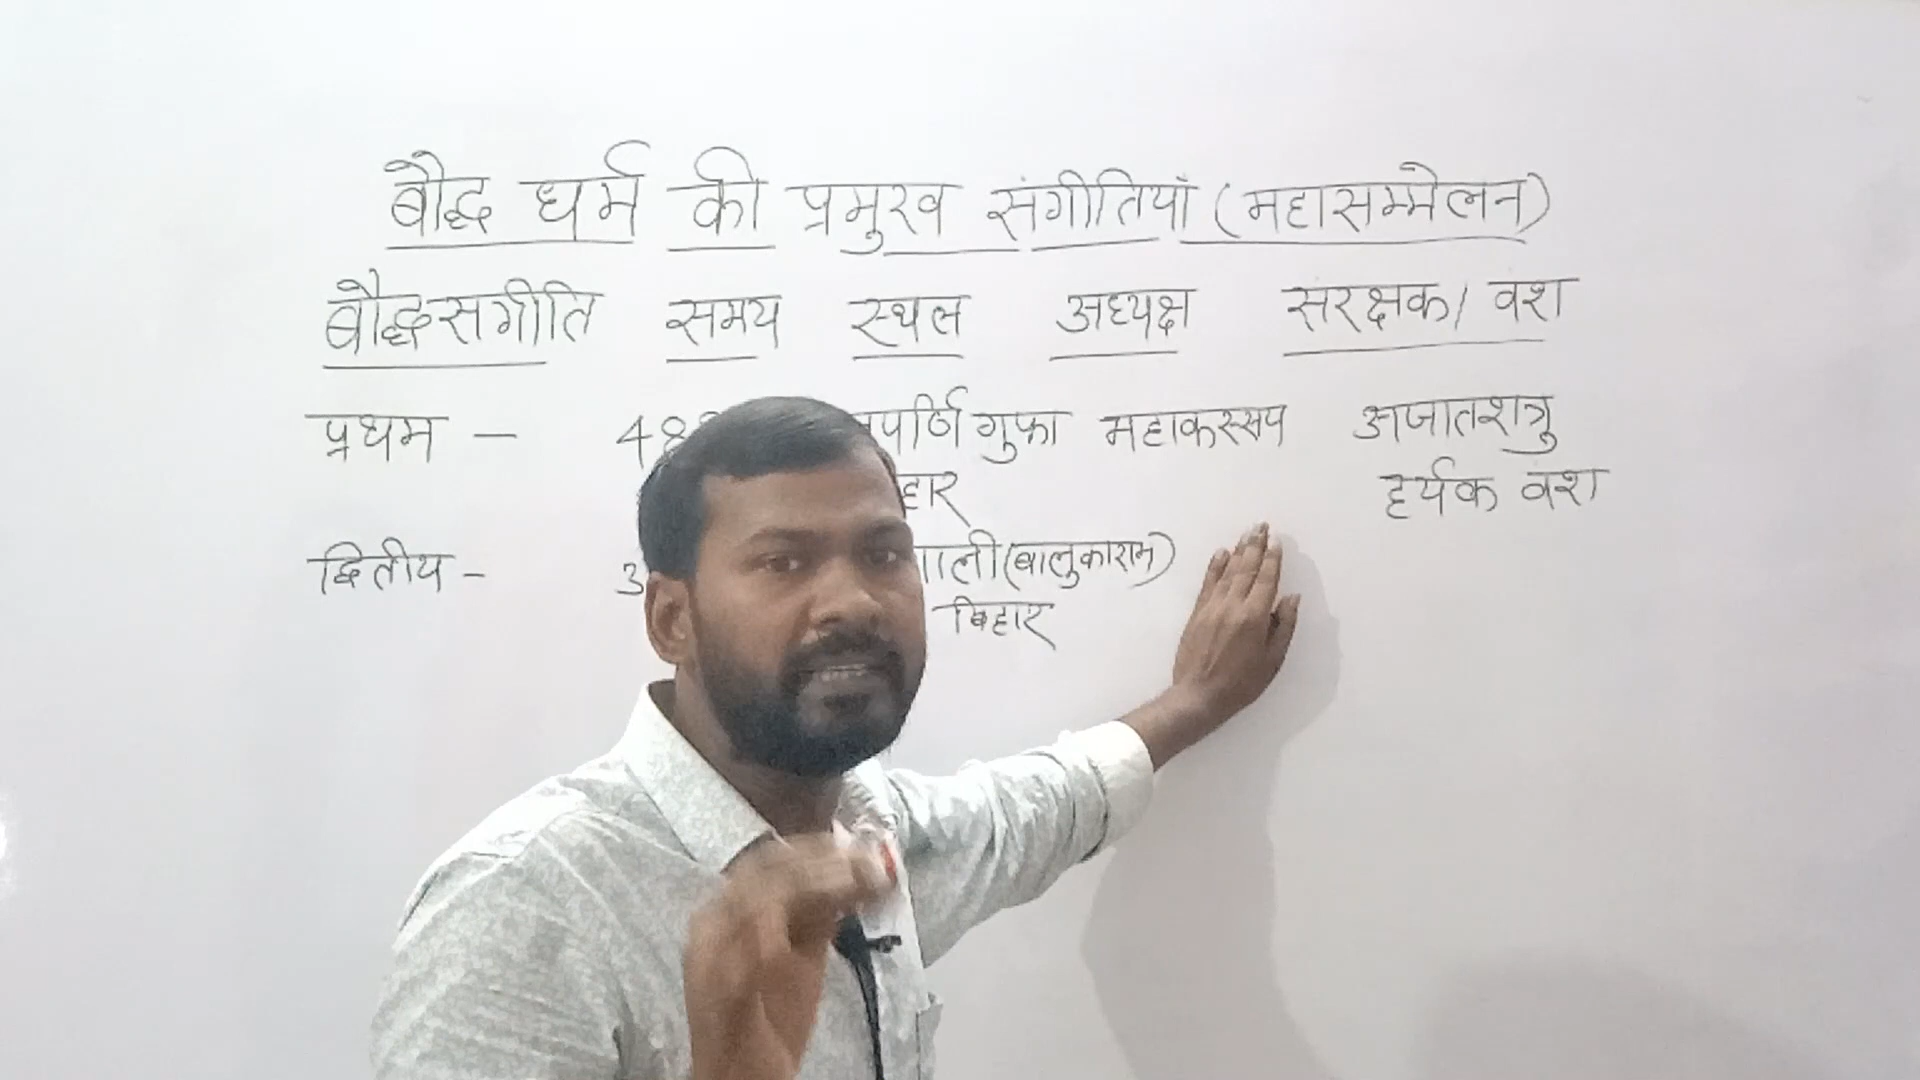 बौद्ध धर्म की प्रमुख संगीतियां (महासम्मेलन)
बौद्धसगीति समय स्थल अध्यक्ष संरक्षक / वंश
प्रथम - गुफा महाकस्सप अजातशत्रु
हर्यक वंश
द्वितीय - (बालुकाराम)
बिहार